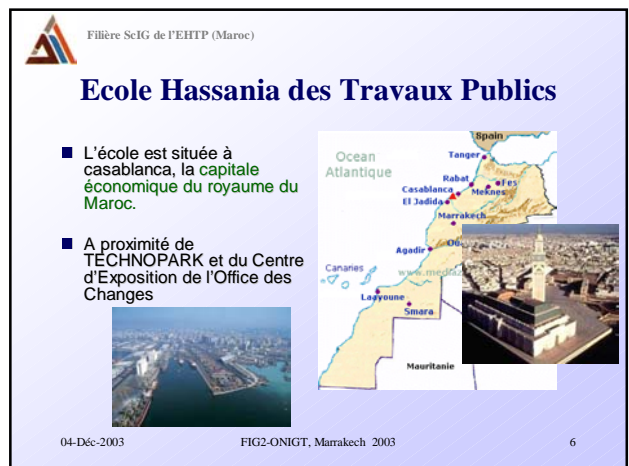 Filière ScIG de l'EHTP (Maroc)
Ecole Hassania des Travaux Publics
L'école est située à
casablanca, la capitale
économique du royaume du
Maroc.
A proximité de
TECHNOPARK et du Centre
d'Exposition de l'Office des
Changes
Spain
Ocean
Atlantique
Tanger
Rabat
Fes
Casablanca
Meknes
El Jadida
Marrakech
Agadir
Canaries
Laayoune
Smara
Mauritanie
04-Déc-2003
FIG2-ONIGT, Marrakech 2003
6